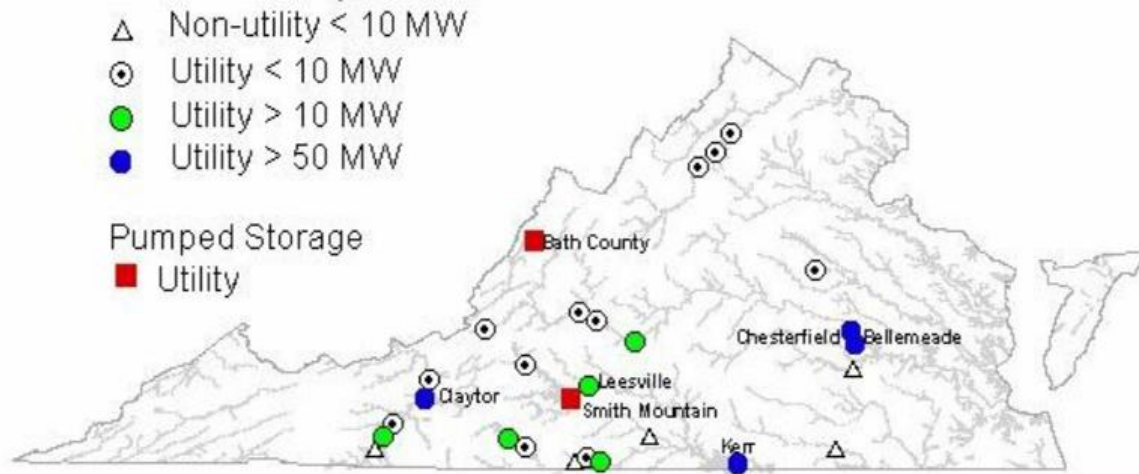 Non-utility < 10 MW
Utility < 10 MW
Utility > 10 MW
Utility > 50 MW
Pumped Storage
Utility
Bath County
Chesterfield
Bellemeade
Leesville
Claytor
Smith Mountain
Kerr